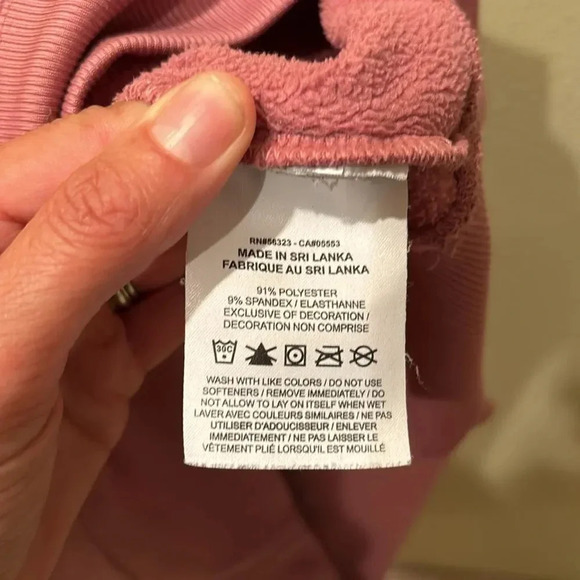 RN#56323 - CA#05553
MADE IN SRI LANKA
FABRIQUE AU SRI LANKA
91% POLYESTER
9% SPANDEX / ELASTHANNE
EXCLUSIVE OF DECORATION /
DECORATION NON COMPRISE
30C
WASH WITH LIKE COLORS / DO NOT USE
SOFTENERS / REMOVE IMMEDIATELY / DO
NOT ALLOW TO LAY ON ITSELF WHEN WET
LAVER AVEC COULEURS SIMILAIRES / NE PAS
UTILISER D'ADOUCISSEUR / ENLEVER
IMMEDIATEMENT / NE PAS LAISSER LE
VÊTEMENT PLIÉ LORSQU'IL EST MOUILLÉ